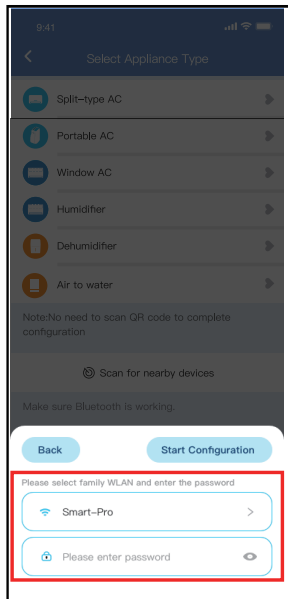 9:41
Select Appliance Type
Split-type AC
Portable AC
Window AC
Humidifier
Dehumidifier
Air to water
Note:No need to scan QR code to complete
configuration
Scan for nearby devices
Make sure Bluetooth is working.
Back
Start Configuration
Please select family WLAN and enter the password
Smart-Pro
Please enter password